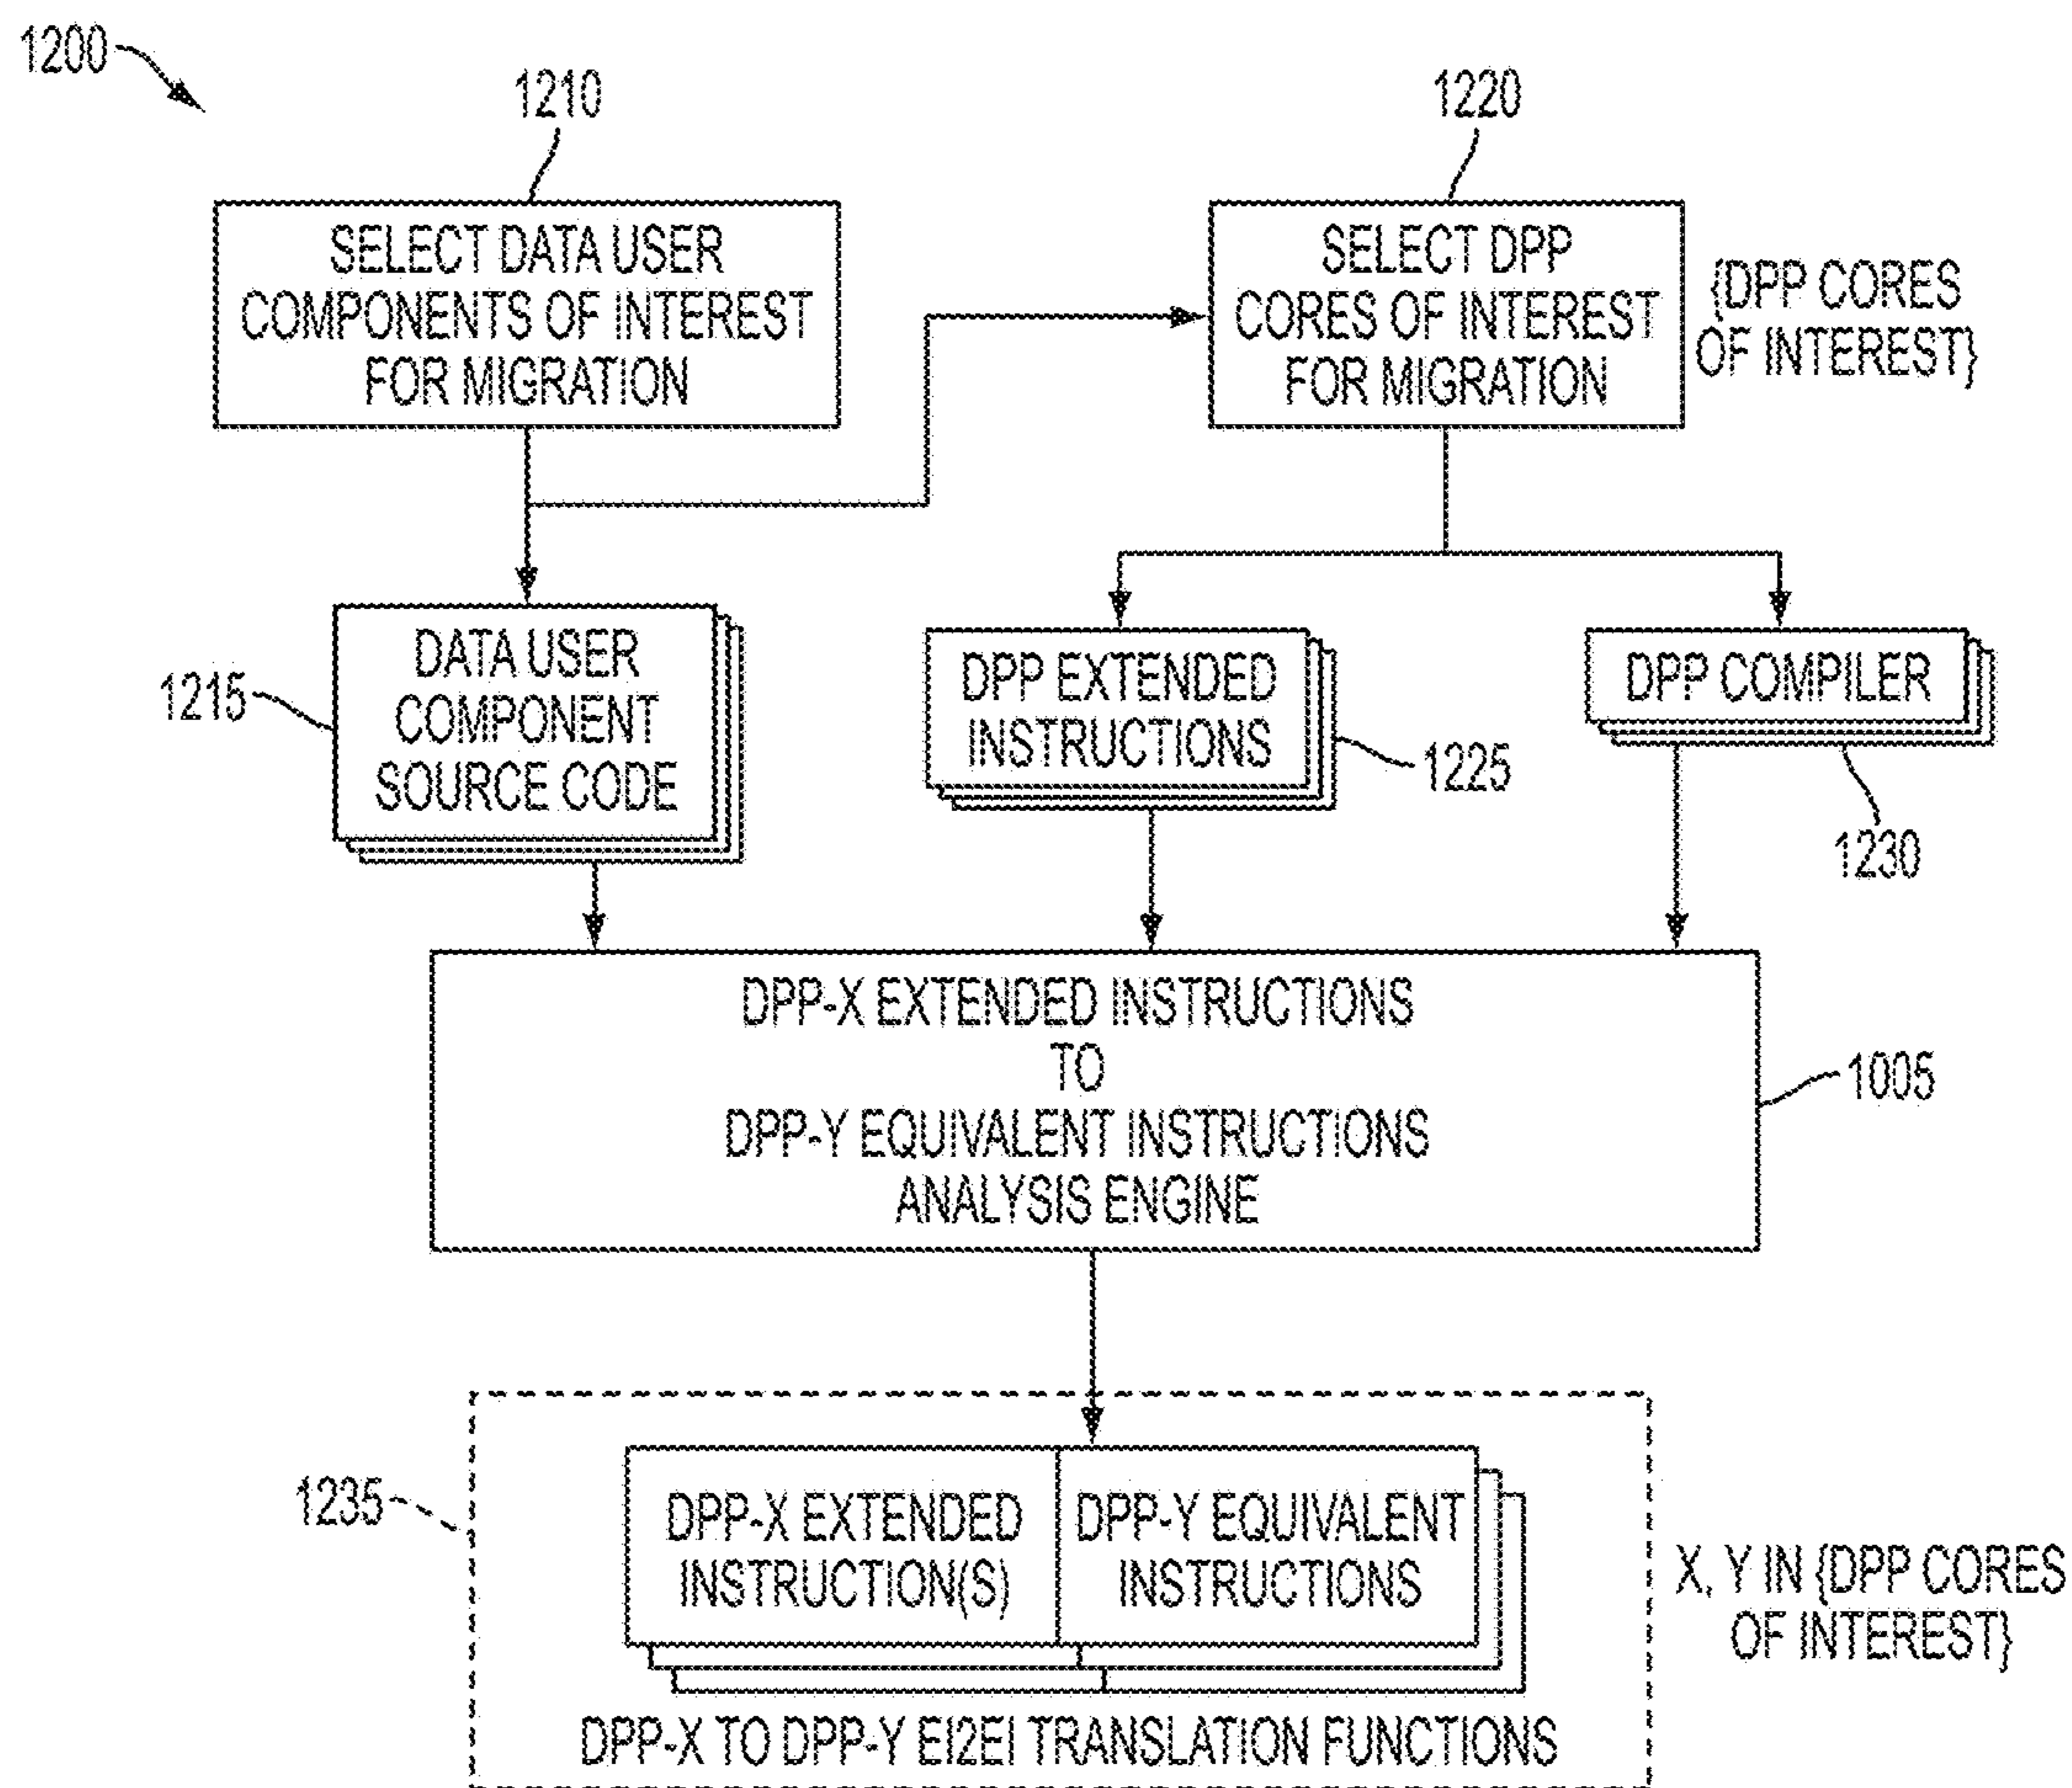 1200
1210
1220
SELECT DATA USER
COMPONENTS OF INTEREST
FOR MIGRATION
SELECT DPP
CORES OF INTEREST
FOR MIGRATION
{DPP CORES
OF INTEREST}
1215
DATA USER
COMPONENT
SOURCE CODE
DPP EXTENDED
INSTRUCTIONS
1225
DPP COMPILER
1230
DPP-X EXTENDED INSTRUCTIONS
TO
DPP-Y EQUIVALENT INSTRUCTIONS
ANALYSIS ENGINE
1005
1235
DPP-X EXTENDED
INSTRUCTION(S)
DPP-Y EQUIVALENT
INSTRUCTIONS
X, Y IN {DPP CORES
OF INTEREST}
DPP-X TO DPP-Y EI2EI TRANSLATION FUNCTIONS